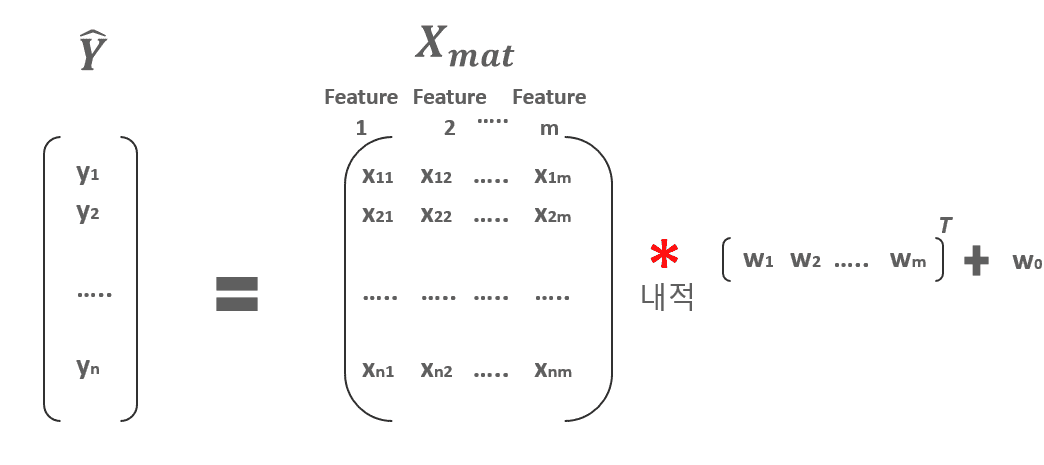 Ŷ = X_mat
Feature 1 Feature 2 ..... Feature m
y₁ x₁₁ x₁₂ ..... x₁ₘ
y₂ x₂₁ x₂₂ ..... x₂ₘ
* [ w₁ w₂ ..... wₘ ]ᵀ + w₀
내적
..... ..... ..... ..... .....
yₙ xₙ₁ xₙ₂ ..... xₙₘ